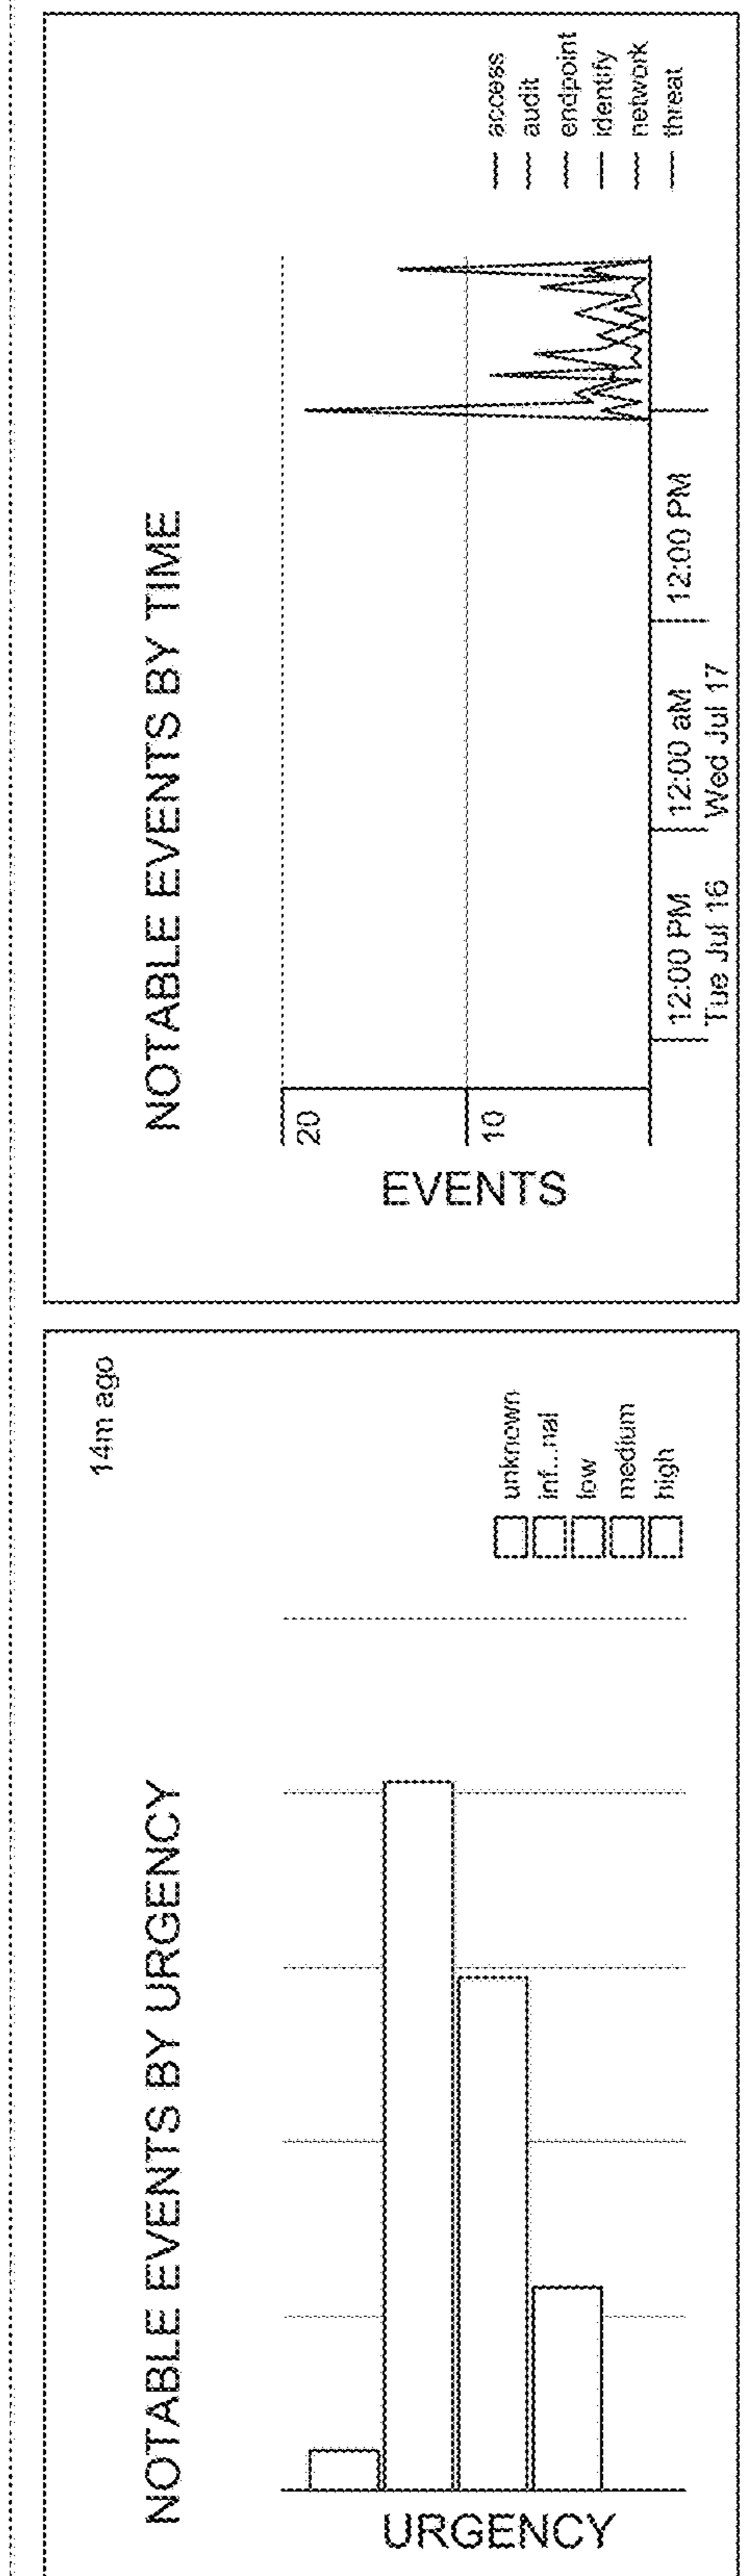 NOTABLE EVENTS BY URGENCY
14m ago
URGENCY
unknown
inf...nal
low
medium
high
NOTABLE EVENTS BY TIME
EVENTS
20
10
12:00 PM
Tue Jul 16
12:00 aM
Wed Jul 17
12:00 PM
access
audit
endpoint
identify
network
threat